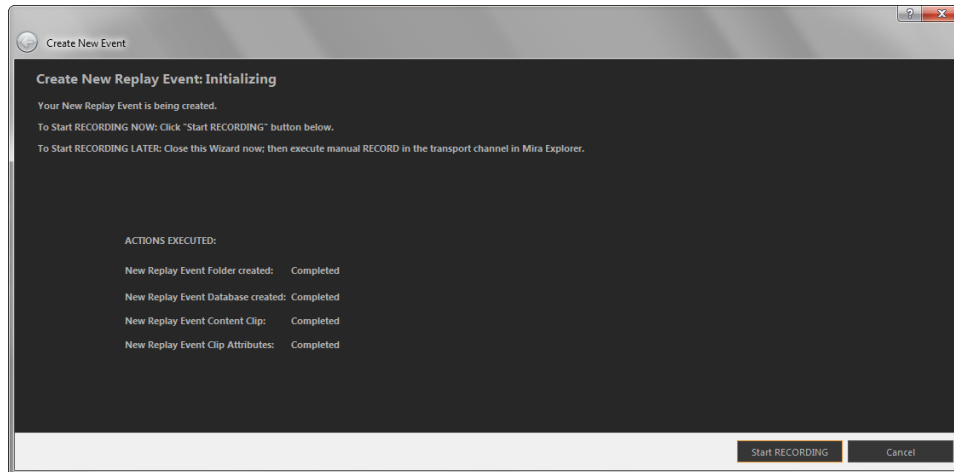 Create New Event
Create New Replay Event: Initializing
Your New Replay Event is being created.
To Start RECORDING NOW: Click "Start RECORDING" button below.
To Start RECORDING LATER: Close this Wizard now; then execute manual RECORD in the transport channel in Mira Explorer.
ACTIONS EXECUTED:
New Replay Event Folder created: Completed
New Replay Event Database created: Completed
New Replay Event Content Clip: Completed
New Replay Event Clip Attributes: Completed
Start RECORDING Cancel